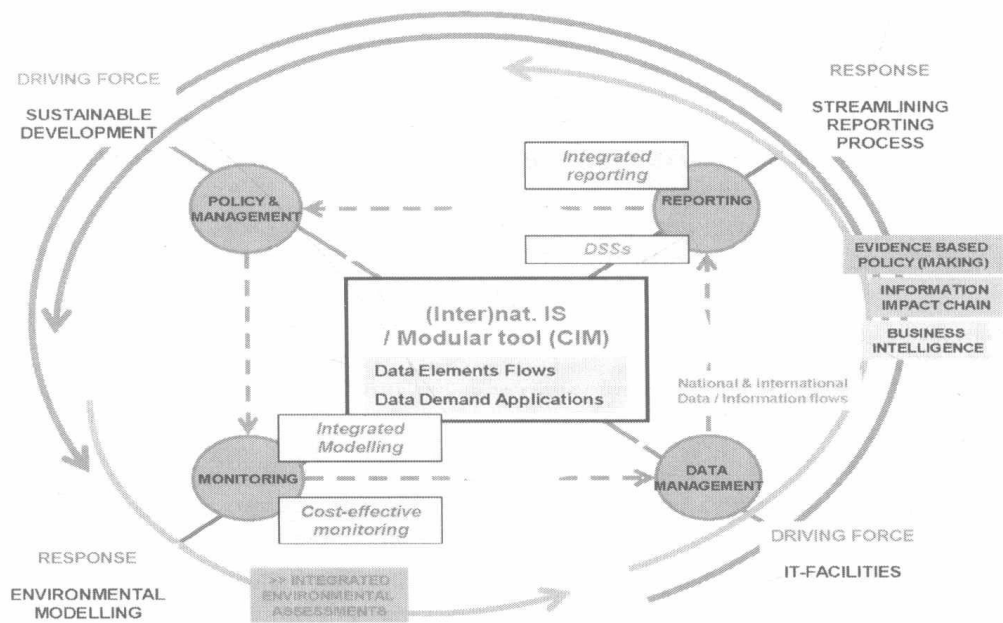 DRIVING FORCE
SUSTAINABLE
DEVELOPMENT
RESPONSE
STREAMLINING
REPORTING
PROCESS
Integrated
reporting
POLICY &
MANAGEMENT
REPORTING
DSSs
EVIDENCE BASED
POLICY (MAKING)
INFORMATION
IMPACT CHAIN
BUSINESS
INTELLIGENCE
(Inter)nat. IS
/ Modular tool (CIM)
Data Elements Flows
Data Demand Applications
National & International
Data / Information flows
Integrated
Modelling
MONITORING
Cost-effective
monitoring
DATA
MANAGEMENT
DRIVING FORCE
IT-FACILITIES
RESPONSE
ENVIRONMENTAL
MODELLING
>> INTEGRATED
ENVIRONMENTAL
ASSESSMENTS